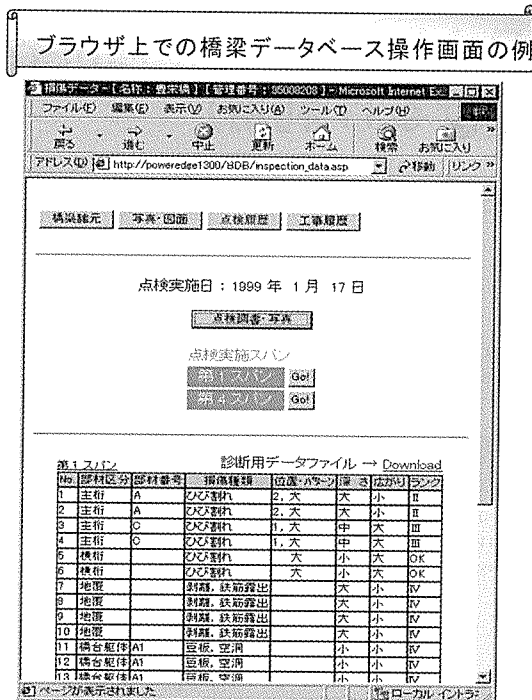 ブラウザ上での橋梁データベース操作画面の例
損傷データ-【名称：豊栄橋】【管理番号：85008203】- Microsoft Internet Ex
ファイル(F) 編集(E) 表示(V) お気に入り(A) ツール(T) ヘルプ(H)
戻る 進む 中止 更新 ホーム 検索 お気に入り »
アドレス(D) http://poweredge1300/BDB/inspection_data.asp 移動 リンク »
橋梁諸元 写真・図面 点検履歴 工事履歴
点検実施日：1999 年 1 月 17 日
点検調書・写真
点検実施スパン
第1スパン Go!
第4スパン Go!
第1スパン 診断用データファイル → Download
No. 部材区分 部材番号 損傷種類 位置・パターン 深さ 広がり ランク
1 主桁 A ひび割れ 2, 大 大 小 II
2 主桁 A ひび割れ 2, 大 大 小 II
3 主桁 C ひび割れ 1, 大 中 大 III
4 主桁 C ひび割れ 1, 大 中 大 III
5 横桁 ひび割れ 大 小 大 OK
6 横桁 ひび割れ 大 小 大 OK
7 地覆 剥離, 鉄筋露出 大 小 IV
8 地覆 剥離, 鉄筋露出 大 小 IV
9 地覆 剥離, 鉄筋露出 大 小 IV
10 地覆 剥離, 鉄筋露出 大 小 IV
11 橋台躯体 A1 豆板, 空洞 小 小 IV
12 橋台躯体 A1 豆板, 空洞 小 小 IV
13 橋台躯体 A1 豆板, 空洞 小 小 IV
ページが表示されました ローカル イントラネ